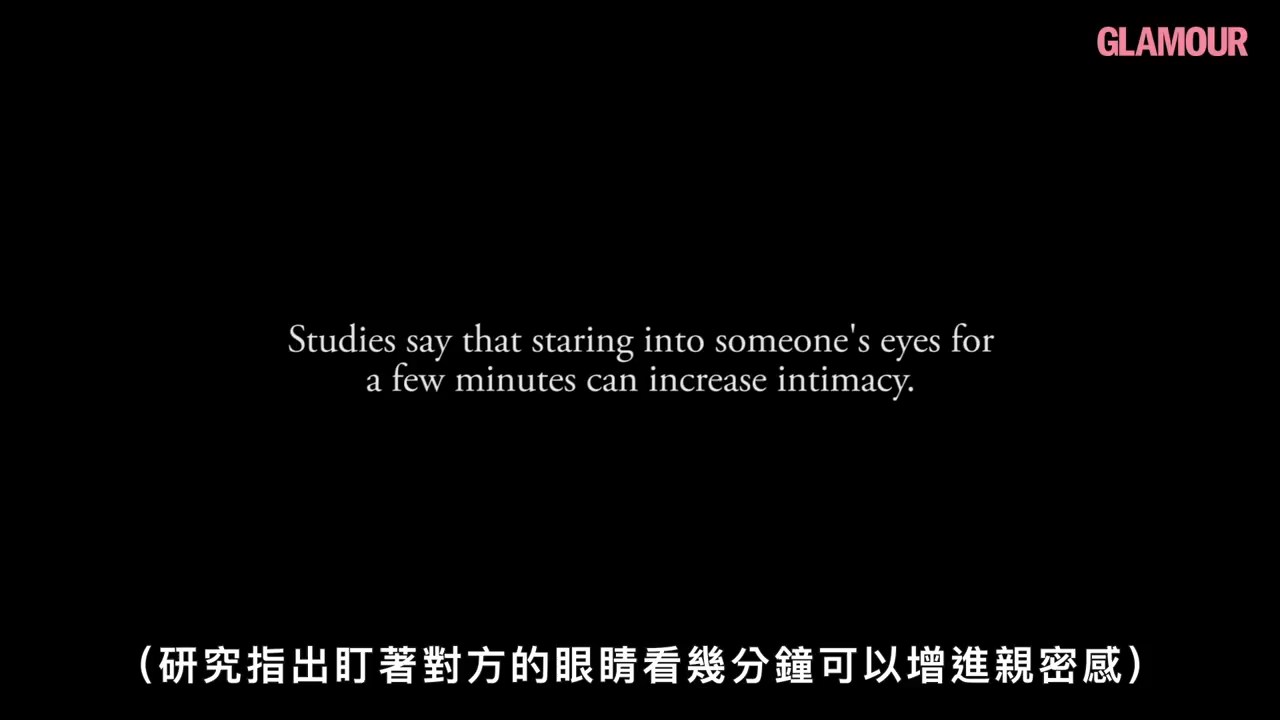 GLAMOUR
Studies say that staring into someone's eyes for
a few minutes can increase intimacy.
（研究指出盯著對方的眼睛看幾分鐘可以增進親密感）